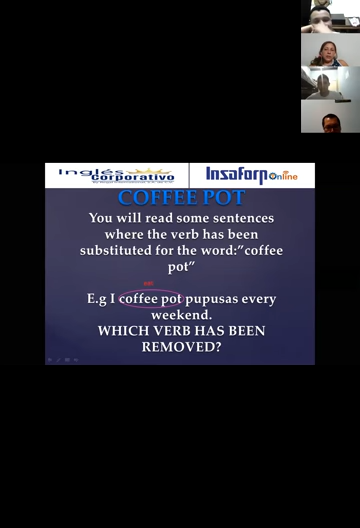 Inglés
Corporativo
Insaforp Online
COFFEE POT
You will read some sentences
where the verb has been
substituted for the word:"coffee
pot"
eat
E.g I coffee pot pupusas every
weekend.
WHICH VERB HAS BEEN
REMOVED?